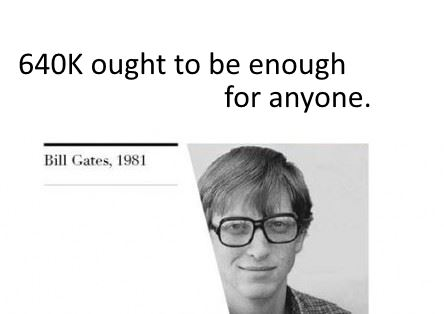 640K ought to be enough
for anyone.
Bill Gates, 1981